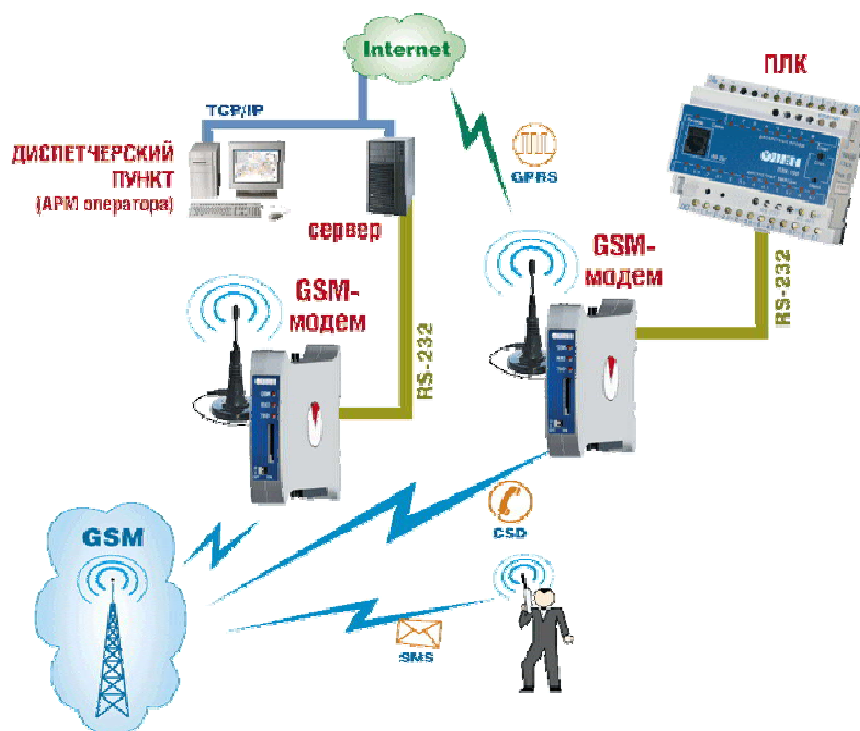 Internet
ПЛК
TCP/IP
ДИСПЕТЧЕРСКИЙ
ПУНКТ
(АРМ оператора)
GPRS
сервер
ОВЕН
GSM-
модем
GSM-
модем
RS-232
RS-232
GSM
CSD
SMS